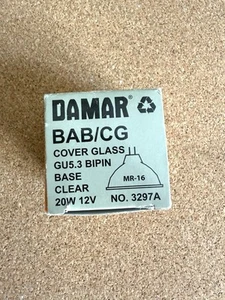 DAMAR
BAB/CG
COVER GLASS
GU5.3 BIPIN
BASE
CLEAR
MR-16
20W 12V NO. 3297A